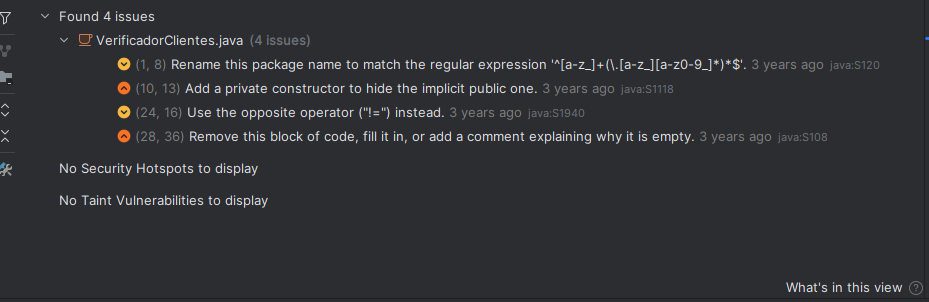 Found 4 issues
VerificadorClientes.java (4 issues)
(1, 8) Rename this package name to match the regular expression '^[a-z_]+(\.[a-z_][a-z0-9_]*)*$'. 3 years ago java:S120
(10, 13) Add a private constructor to hide the implicit public one. 3 years ago java:S1118
(24, 16) Use the opposite operator ("!=") instead. 3 years ago java:S1940
(28, 36) Remove this block of code, fill it in, or add a comment explaining why it is empty. 3 years ago java:S108
No Security Hotspots to display
No Taint Vulnerabilities to display
What's in this view ?